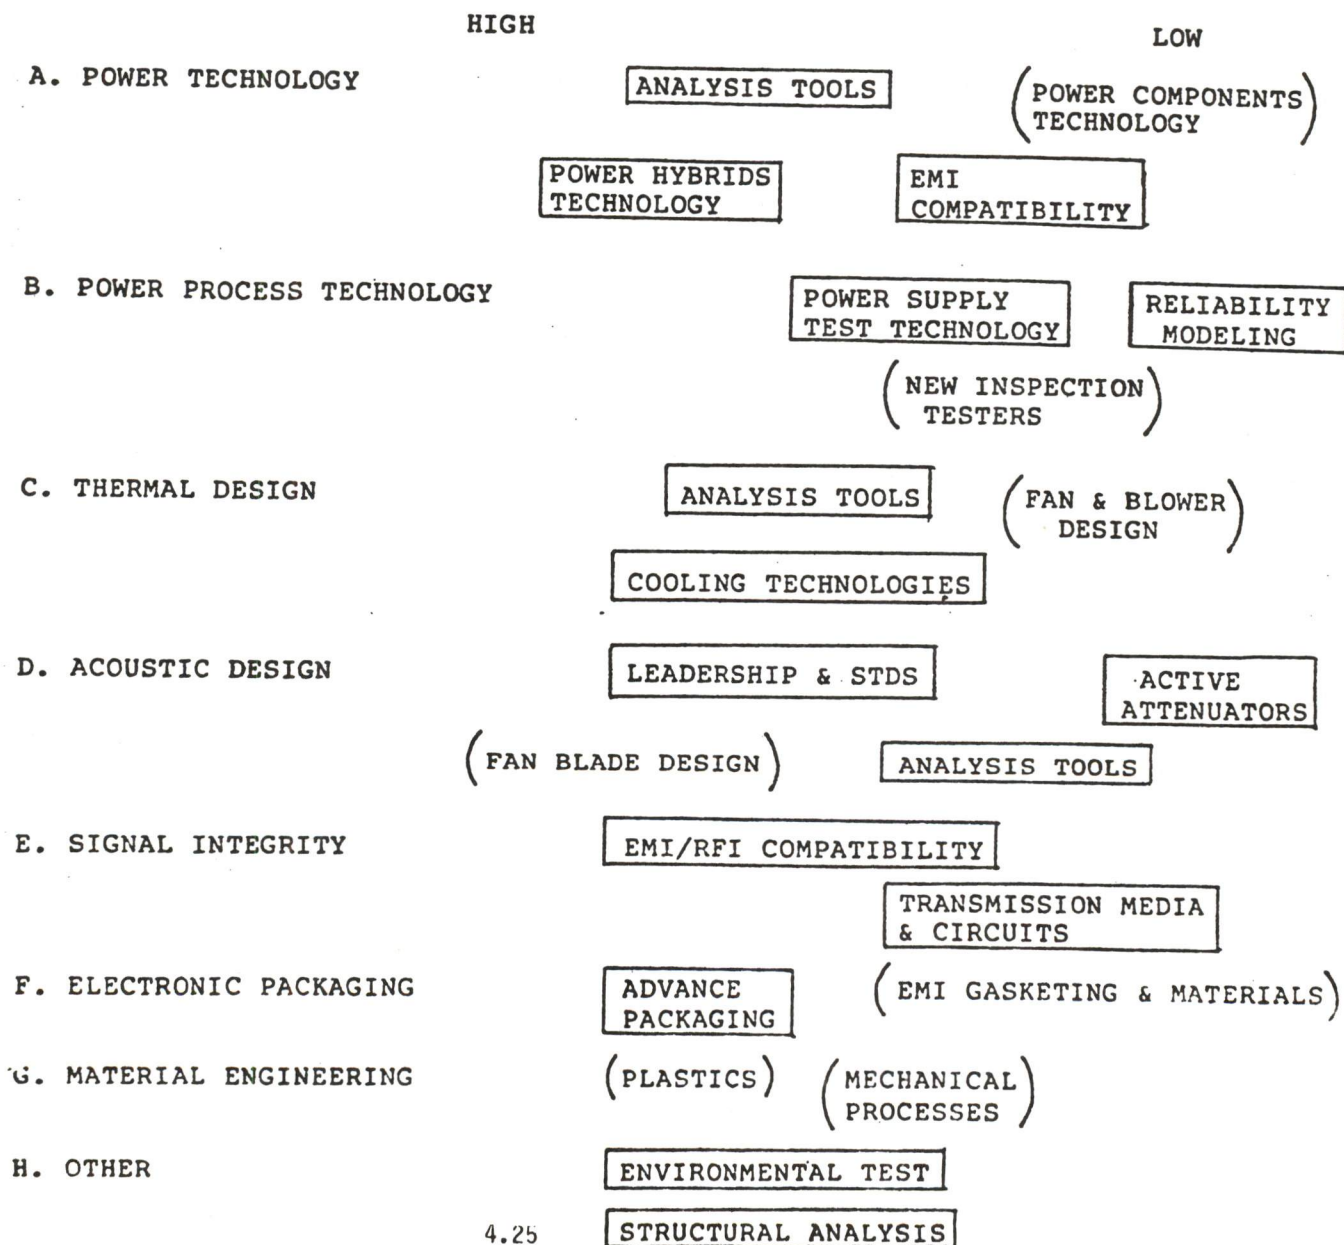 HIGH
LOW
A. POWER TECHNOLOGY
ANALYSIS TOOLS
(POWER COMPONENTS
TECHNOLOGY)
POWER HYBRIDS
TECHNOLOGY
EMI
COMPATIBILITY
B. POWER PROCESS TECHNOLOGY
POWER SUPPLY
TEST TECHNOLOGY
RELIABILITY
MODELING
(NEW INSPECTION
TESTERS)
C. THERMAL DESIGN
ANALYSIS TOOLS
(FAN & BLOWER
DESIGN)
COOLING TECHNOLOGIES
D. ACOUSTIC DESIGN
LEADERSHIP & STDS
ACTIVE
ATTENUATORS
(FAN BLADE DESIGN)
ANALYSIS TOOLS
E. SIGNAL INTEGRITY
EMI/RFI COMPATIBILITY
TRANSMISSION MEDIA
& CIRCUITS
F. ELECTRONIC PACKAGING
ADVANCE
PACKAGING
(EMI GASKETING & MATERIALS)
G. MATERIAL ENGINEERING
(PLASTICS)
(MECHANICAL
PROCESSES)
H. OTHER
ENVIRONMENTAL TEST
4.25
STRUCTURAL ANALYSIS